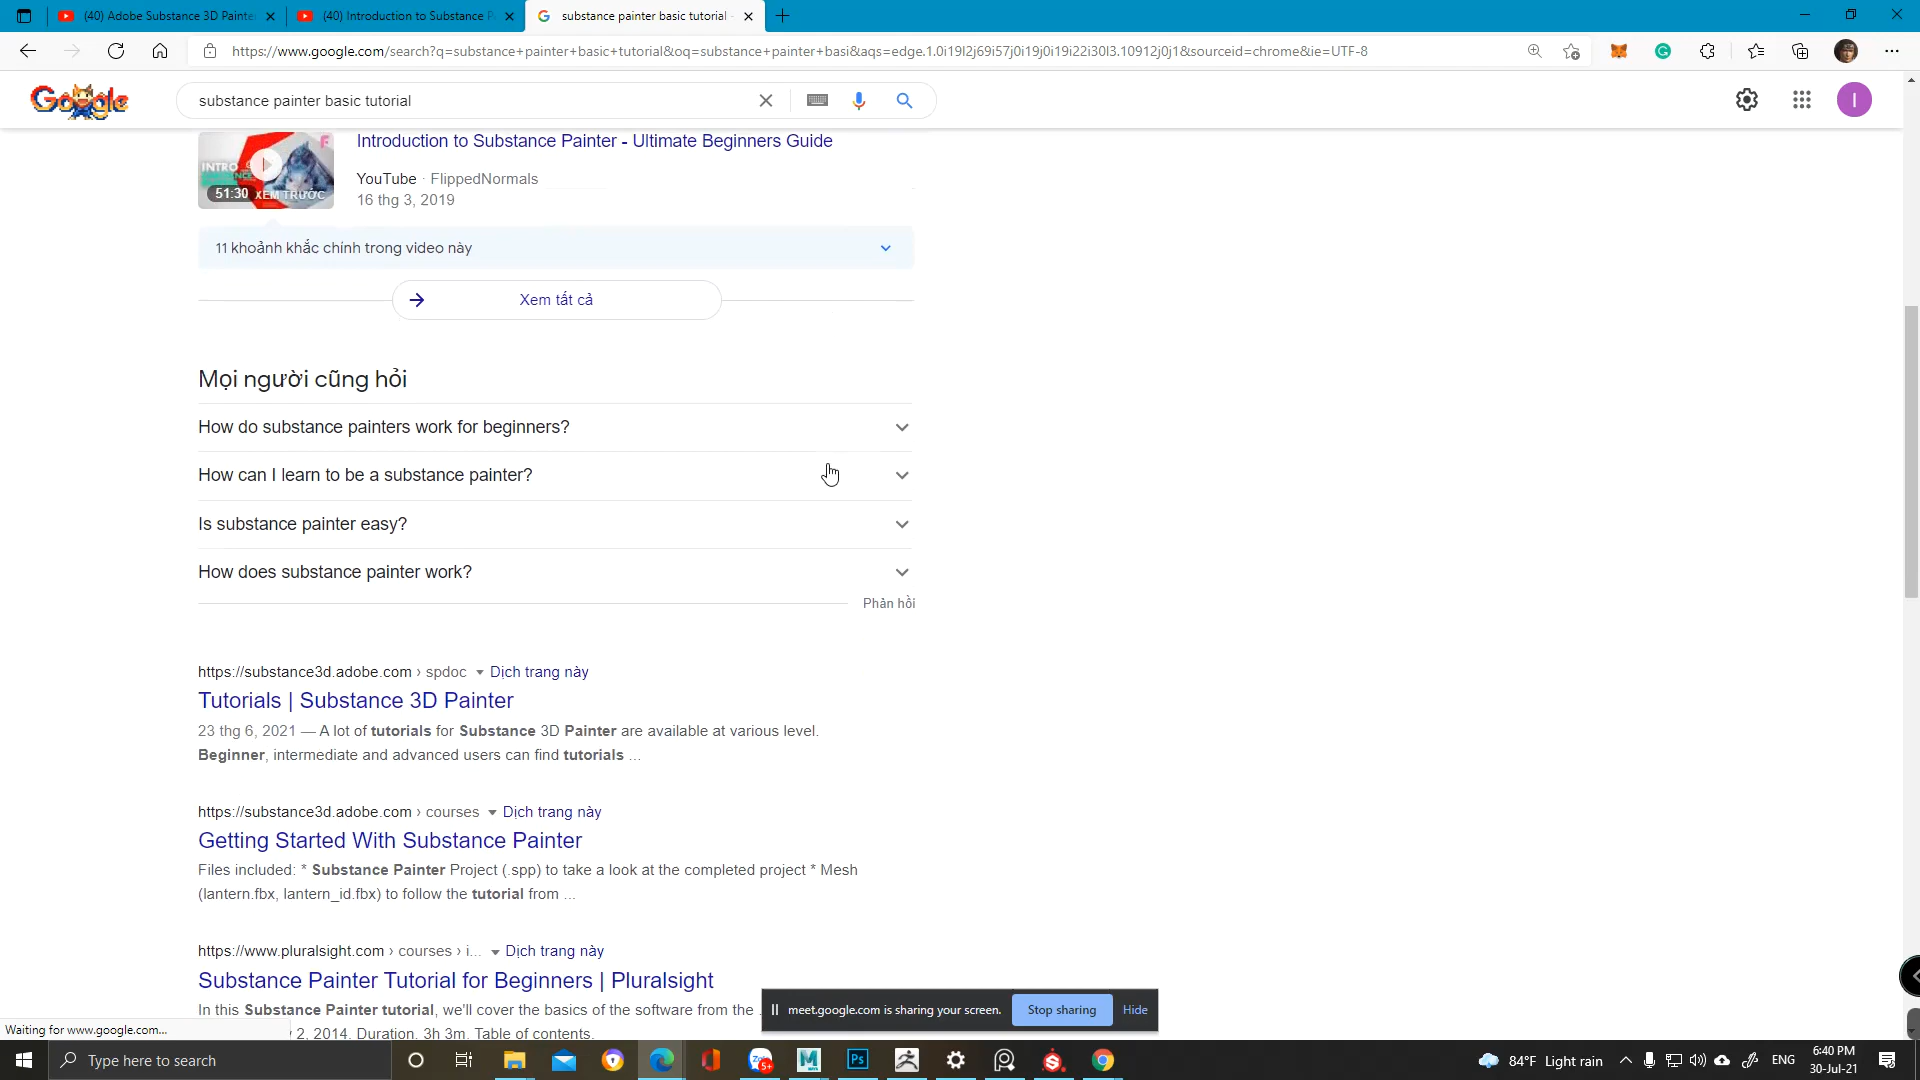 (40) Adobe Substance 3D Painte
(40) Introduction to Substance P
substance painter basic tutorial
https://www.google.com/search?q=substance+painter+basic+tutorial&oq=substance+painter+basi&aqs=edge.1.0i19l2j69i57j0i19j0i19i22i30l3.10912j0j1&sourceid=chrome&ie=UTF-8
Google
substance painter basic tutorial
I
Introduction to Substance Painter - Ultimate Beginners Guide
INTRO
51:30 XEM TRƯỚC
YouTube · FlippedNormals
16 thg 3, 2019
11 khoảnh khắc chính trong video này
Xem tất cả
Mọi người cũng hỏi
How do substance painters work for beginners?
How can I learn to be a substance painter?
Is substance painter easy?
How does substance painter work?
Phản hồi
https://substance3d.adobe.com › spdoc Dịch trang này
Tutorials | Substance 3D Painter
23 thg 6, 2021 — A lot of tutorials for Substance 3D Painter are available at various level.
Beginner, intermediate and advanced users can find tutorials ...
https://substance3d.adobe.com › courses Dịch trang này
Getting Started With Substance Painter
Files included: * Substance Painter Project (.spp) to take a look at the completed project * Mesh
(lantern.fbx, lantern_id.fbx) to follow the tutorial from ...
https://www.pluralsight.com › courses › i... Dịch trang này
Substance Painter Tutorial for Beginners | Pluralsight
In this Substance Painter tutorial, we'll cover the basics of the software from the .
2, 2014. Duration. 3h 3m. Table of contents.
meet.google.com is sharing your screen. Stop sharing Hide
Waiting for www.google.com...
Type here to search
Zalo
5+
Ps
84°F Light rain
ENG
6:40 PM
30-Jul-21